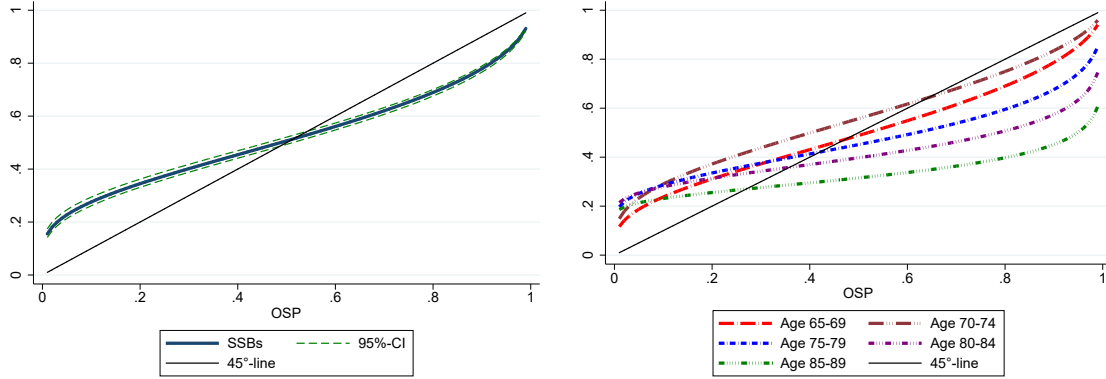 1
.8
.6
.4
.2
0
0 .2 .4 .6 .8 1
OSP
SSBs 95%-CI
45°-line
1
.8
.6
.4
.2
0
0 .2 .4 .6 .8 1
OSP
Age 65-69 Age 70-74
Age 75-79 Age 80-84
Age 85-89 45°-line